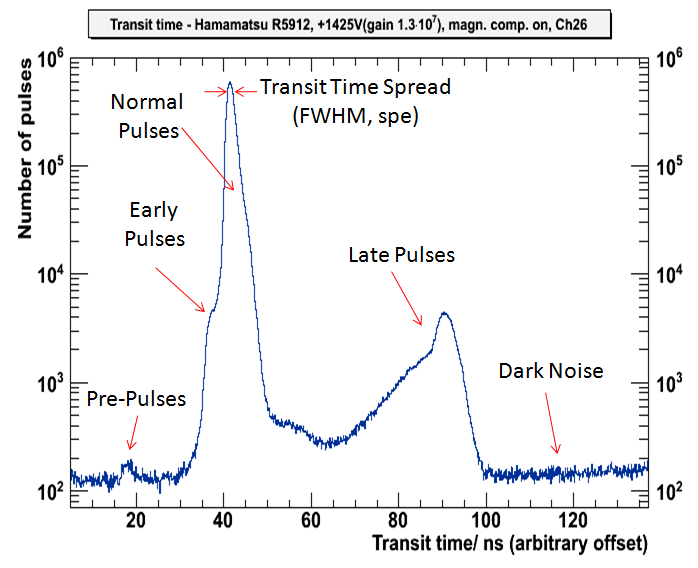 Transit time - Hamamatsu R5912, +1425V(gain 1.3·10⁷), magn. comp. on, Ch26
Number of pulses
10⁶
10⁵
10⁴
10³
10²
10⁶
10⁵
10⁴
10³
10²
Transit Time Spread
(FWHM, spe)
Normal
Pulses
Early
Pulses
Late Pulses
Dark Noise
Pre-Pulses
20 40 60 80 100 120
Transit time/ ns (arbitrary offset)